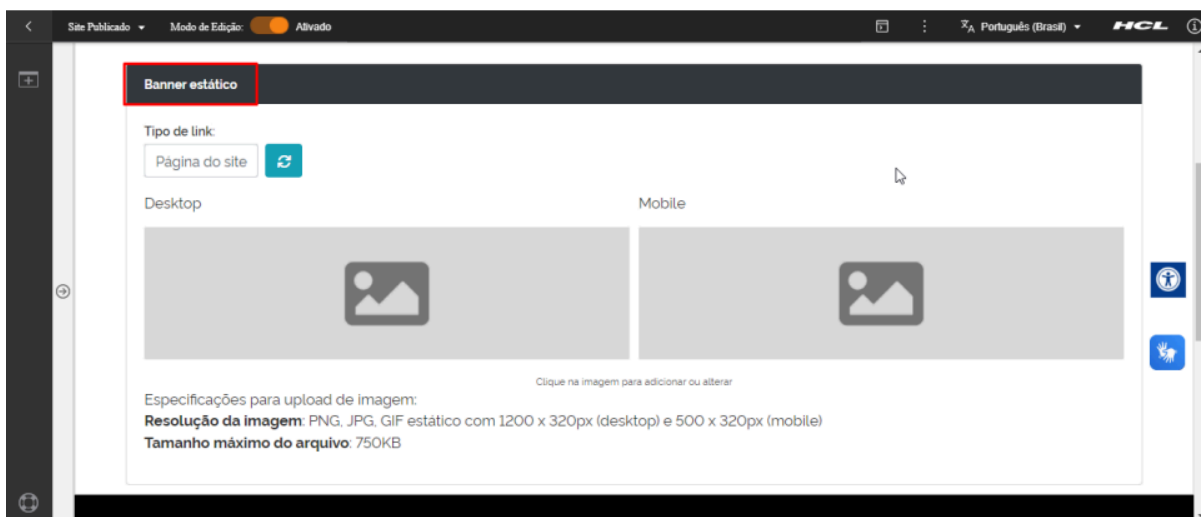 Site Publicado
Modo de Edição: Ativado
Português (Brasil)
HCL
Banner estático
Tipo de link:
Página do site
Desktop
Mobile
Clique na imagem para adicionar ou alterar
Especificações para upload de imagem:
Resolução da imagem: PNG, JPG, GIF estático com 1200 x 320px (desktop) e 500 x 320px (mobile)
Tamanho máximo do arquivo: 750KB